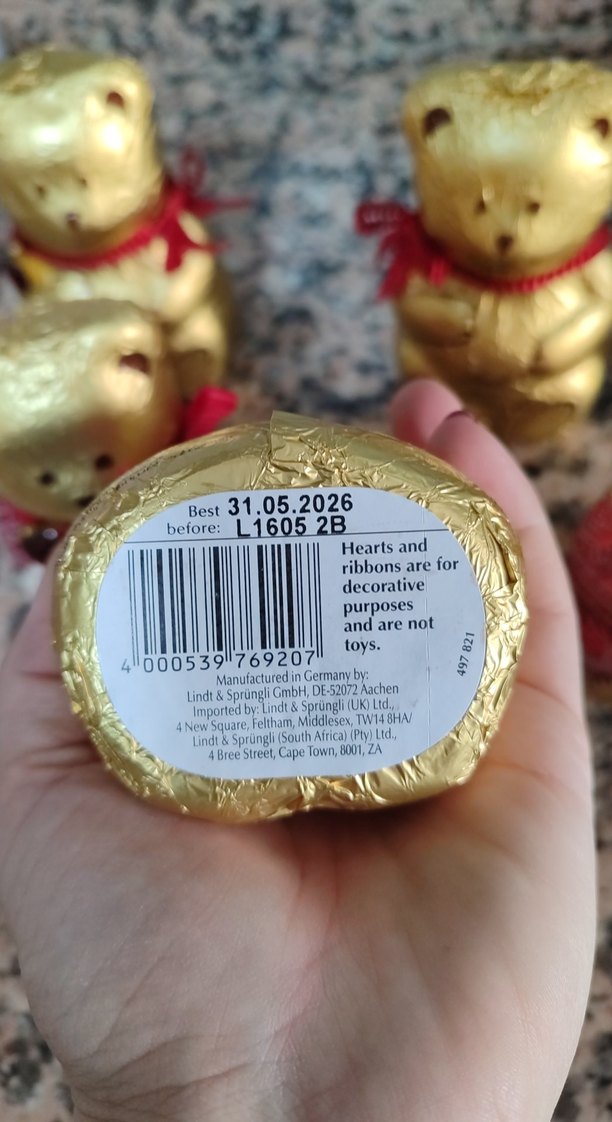 Best 31.05.2026
before: L1605 2B
Hearts and
ribbons are for
decorative
purposes
and are not
toys.
4 000539 769207
497 821
Manufactured in Germany by:
Lindt & Sprüngli GmbH, DE-52072 Aachen
Imported by: Lindt & Sprüngli (UK) Ltd.,
4 New Square, Feltham, Middlesex, TW14 8HA/
Lindt & Sprüngli (South Africa) (Pty) Ltd.,
4 Bree Street, Cape Town, 8001, ZA